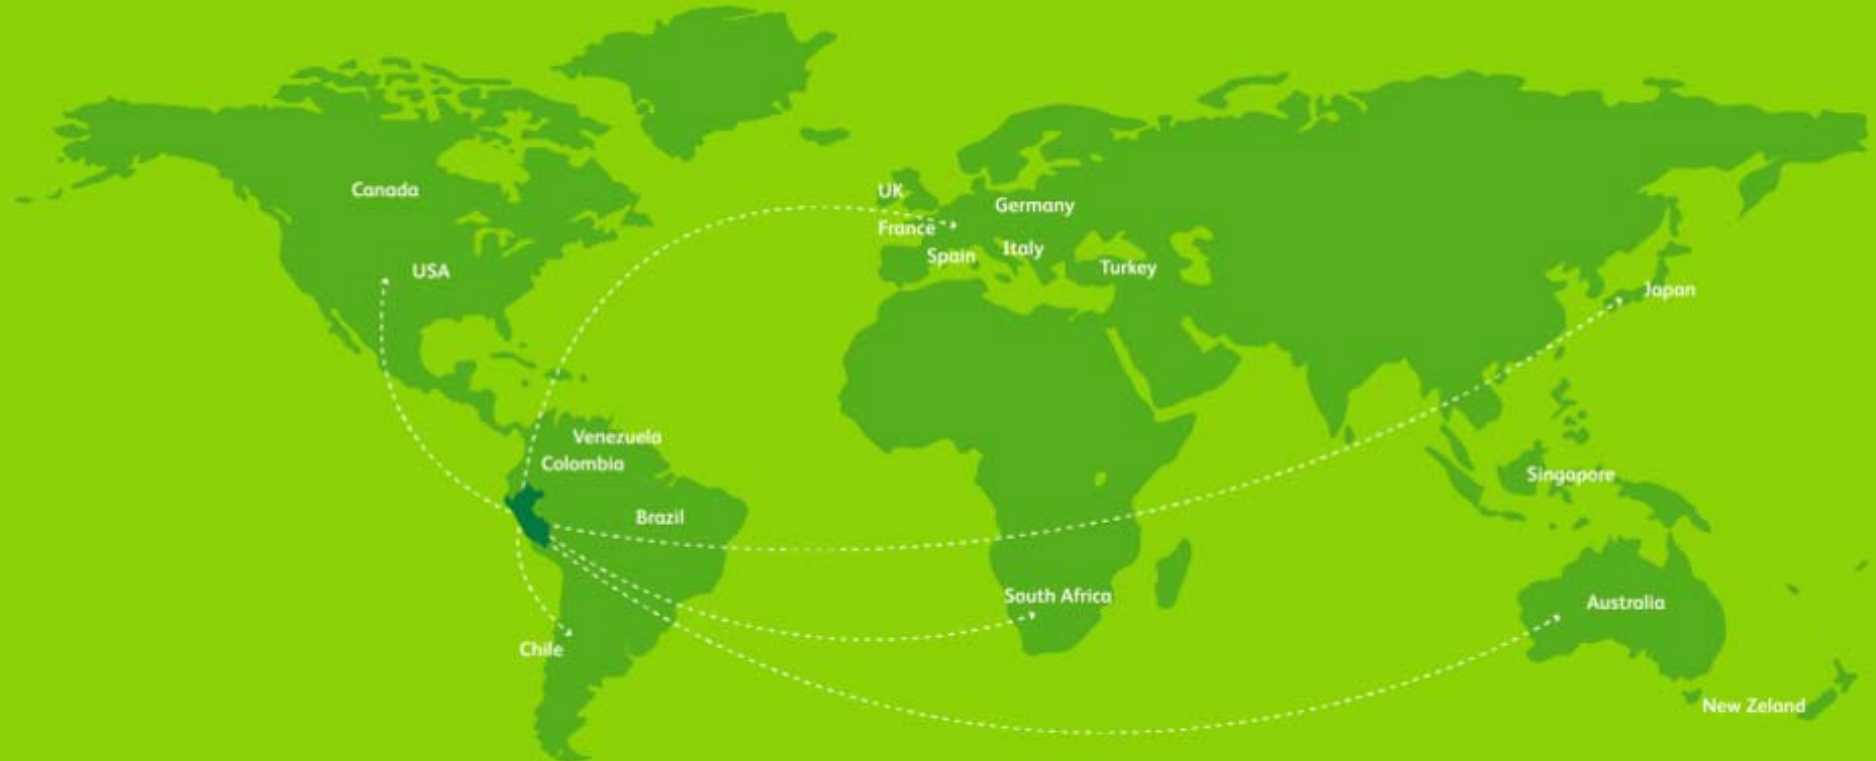 Canada
UK
Germany
France
Italy
Spain
Turkey
USA
Japan
Venezuela
Colombia
Singapore
Brazil
South Africa
Australia
Chile
New Zeland